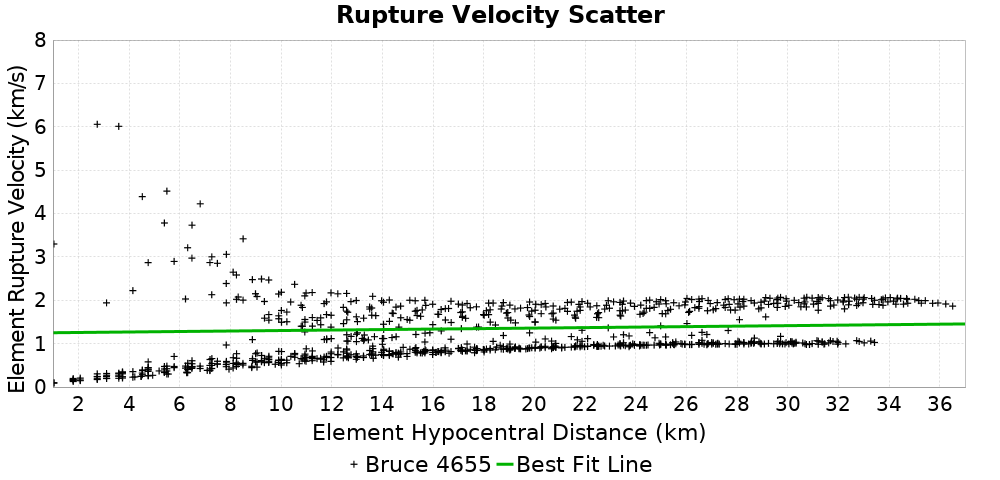 Rupture Velocity Scatter
Element Rupture Velocity (km/s)
8
7
6
5
4
3
2
1
0
2 4 6 8 10 12 14 16 18 20 22 24 26 28 30 32 34 36
Element Hypocentral Distance (km)
Bruce 4655 Best Fit Line